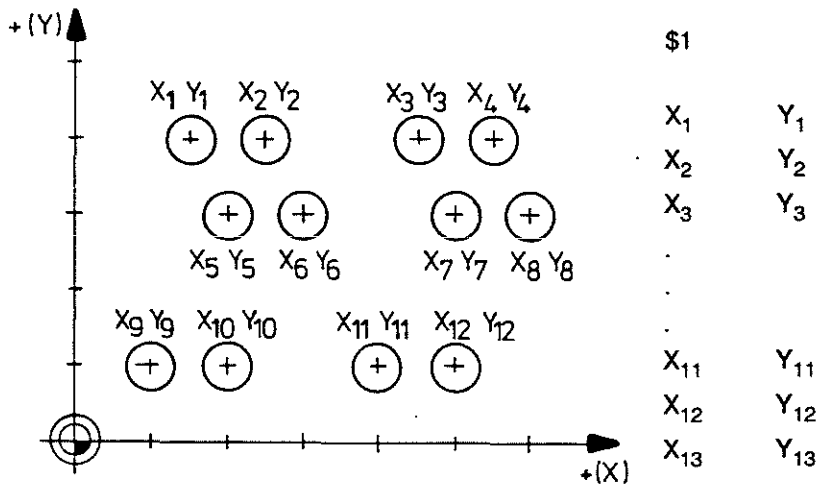 +(Y)
$1
X₁ Y₁ X₂ Y₂ X₃ Y₃ X₄ Y₄
X₁ Y₁
X₂ Y₂
X₃ Y₃
X₅ Y₅ X₆ Y₆ X₇ Y₇ X₈ Y₈
.
.
.
X₉ Y₉ X₁₀ Y₁₀ X₁₁ Y₁₁ X₁₂ Y₁₂
X₁₁ Y₁₁
X₁₂ Y₁₂
X₁₃ Y₁₃
+(X)